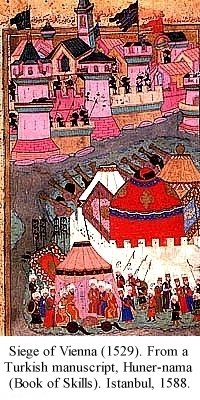 Siege of Vienna (1529). From a
Turkish manuscript, Huner-nama
(Book of Skills). Istanbul, 1588.